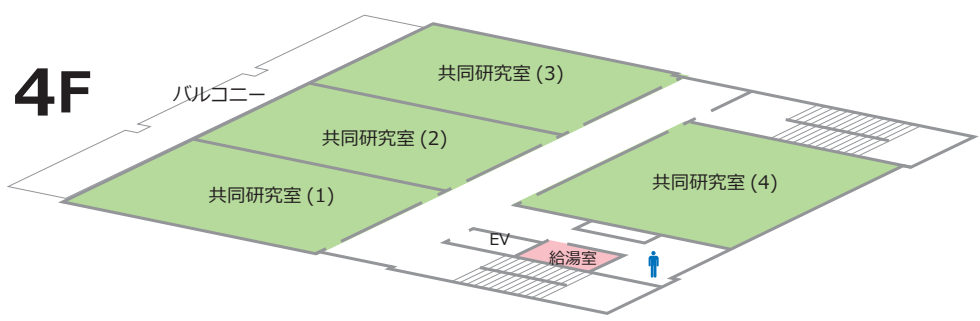 4F
バルコニー
共同研究室 (3)
共同研究室 (2)
共同研究室 (1)
共同研究室 (4)
EV
給湯室